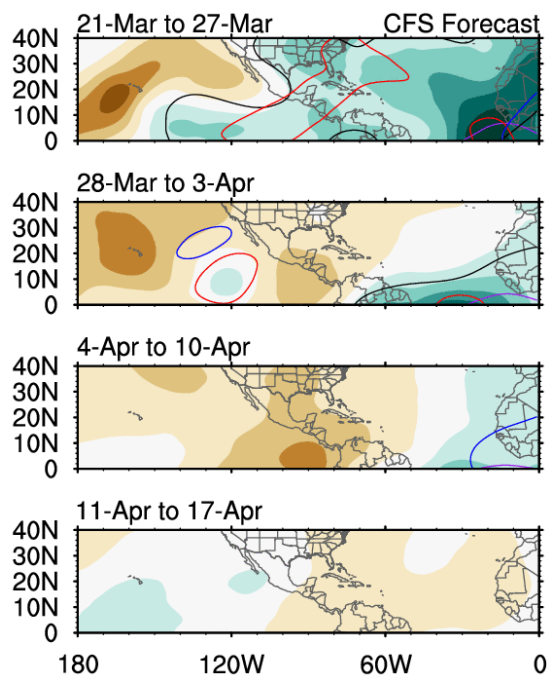 21-Mar to 27-Mar CFS Forecast
40N
30N
20N
10N
0
28-Mar to 3-Apr
40N
30N
20N
10N
0
4-Apr to 10-Apr
40N
30N
20N
10N
0
11-Apr to 17-Apr
40N
30N
20N
10N
0
180 120W 60W 0